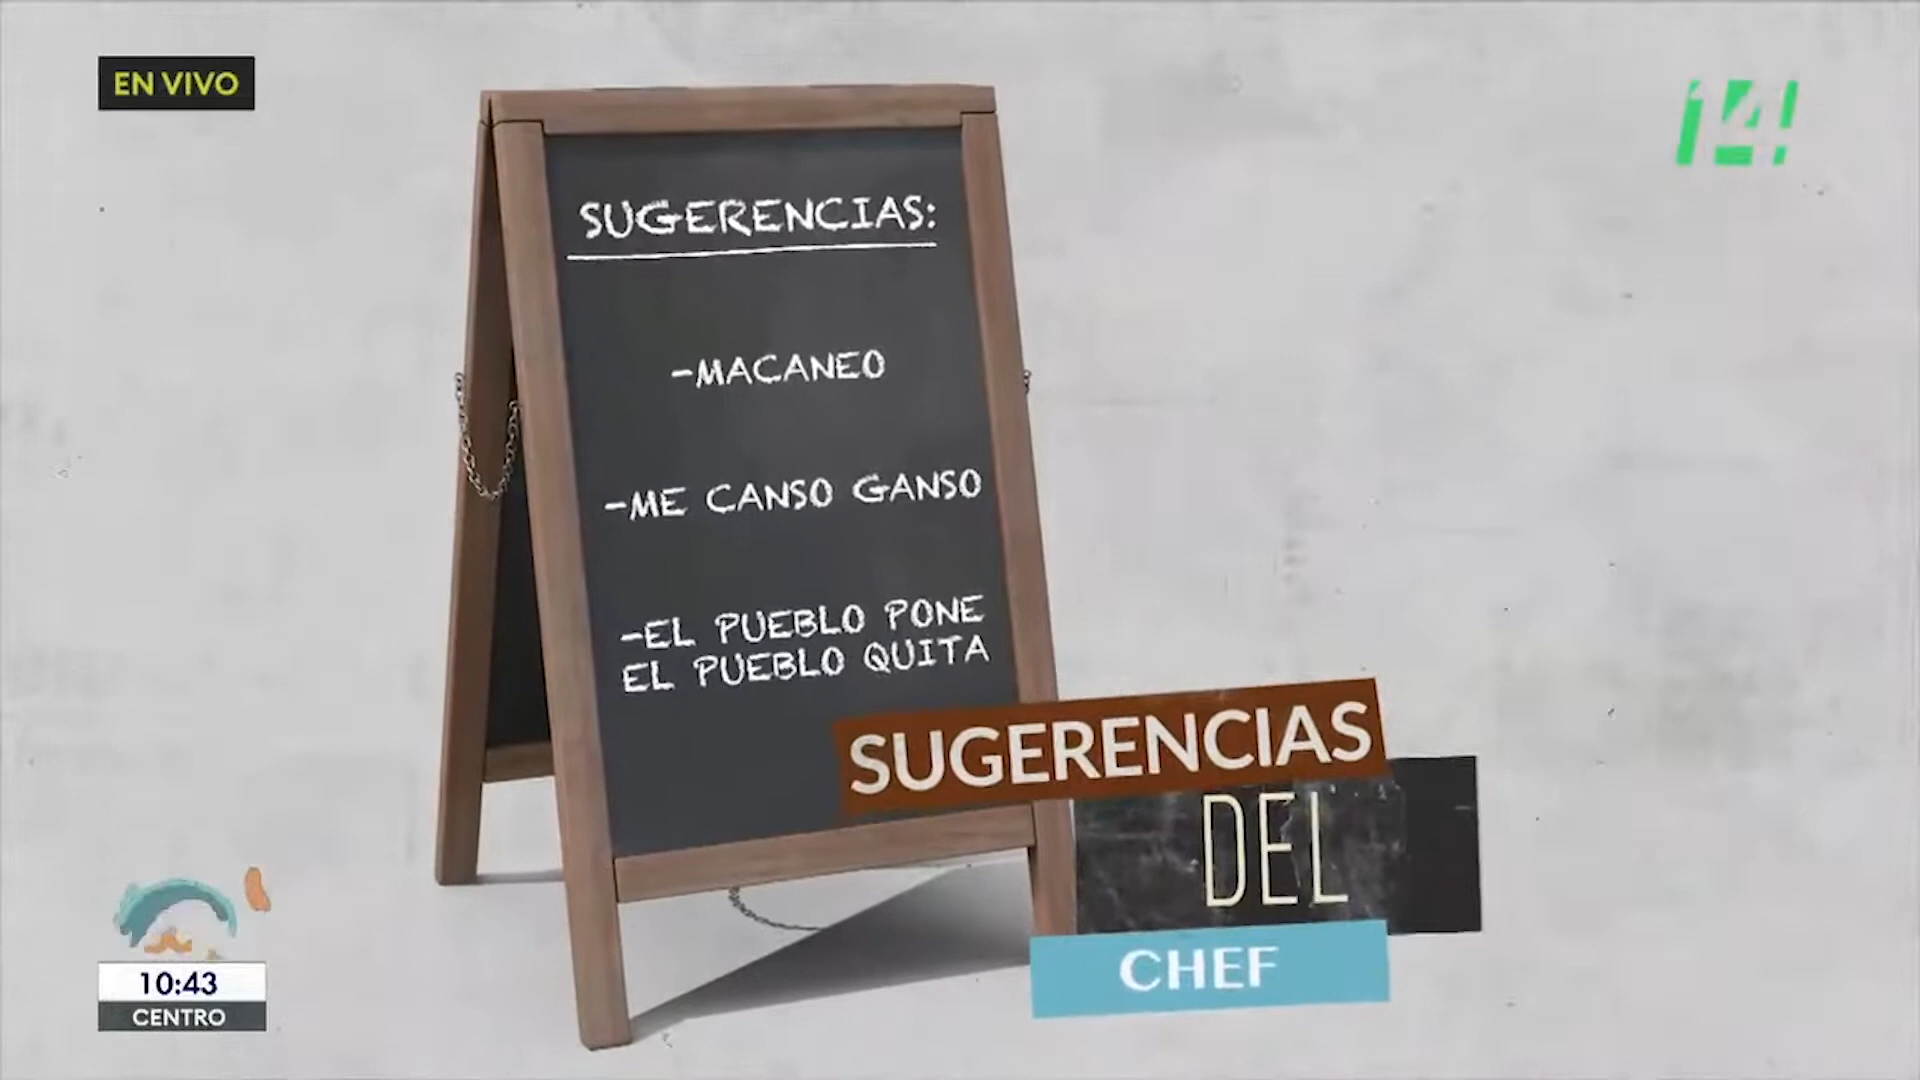 EN VIVO
14!
SUGERENCIAS:
-MACANEO
-ME CANSO GANSO
-EL PUEBLO PONE
EL PUEBLO QUITA
SUGERENCIAS
DEL
CHEF
10:43
CENTRO